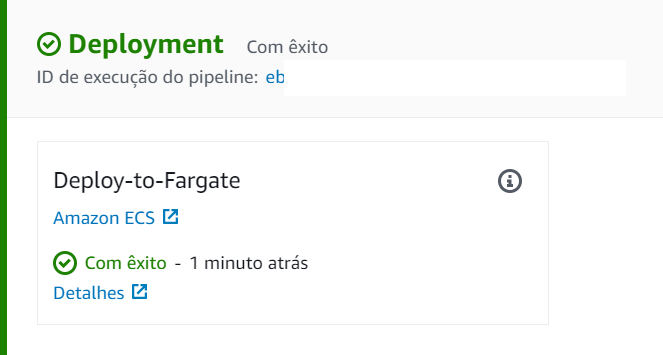 Deployment Com êxito
ID de execução do pipeline: eb
Deploy-to-Fargate
Amazon ECS
Com êxito - 1 minuto atrás
Detalhes